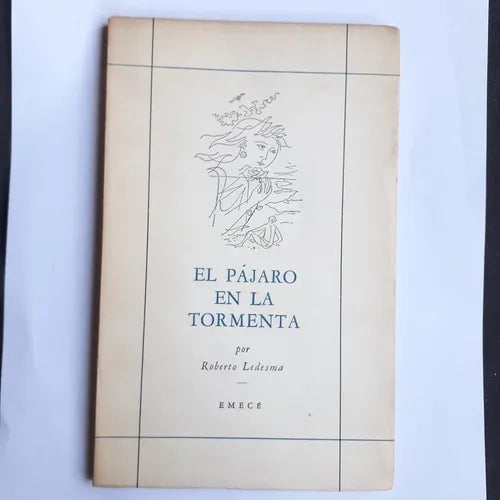 EL PÁJARO
EN LA
TORMENTA
por
Roberto Ledesma
EMECÉ